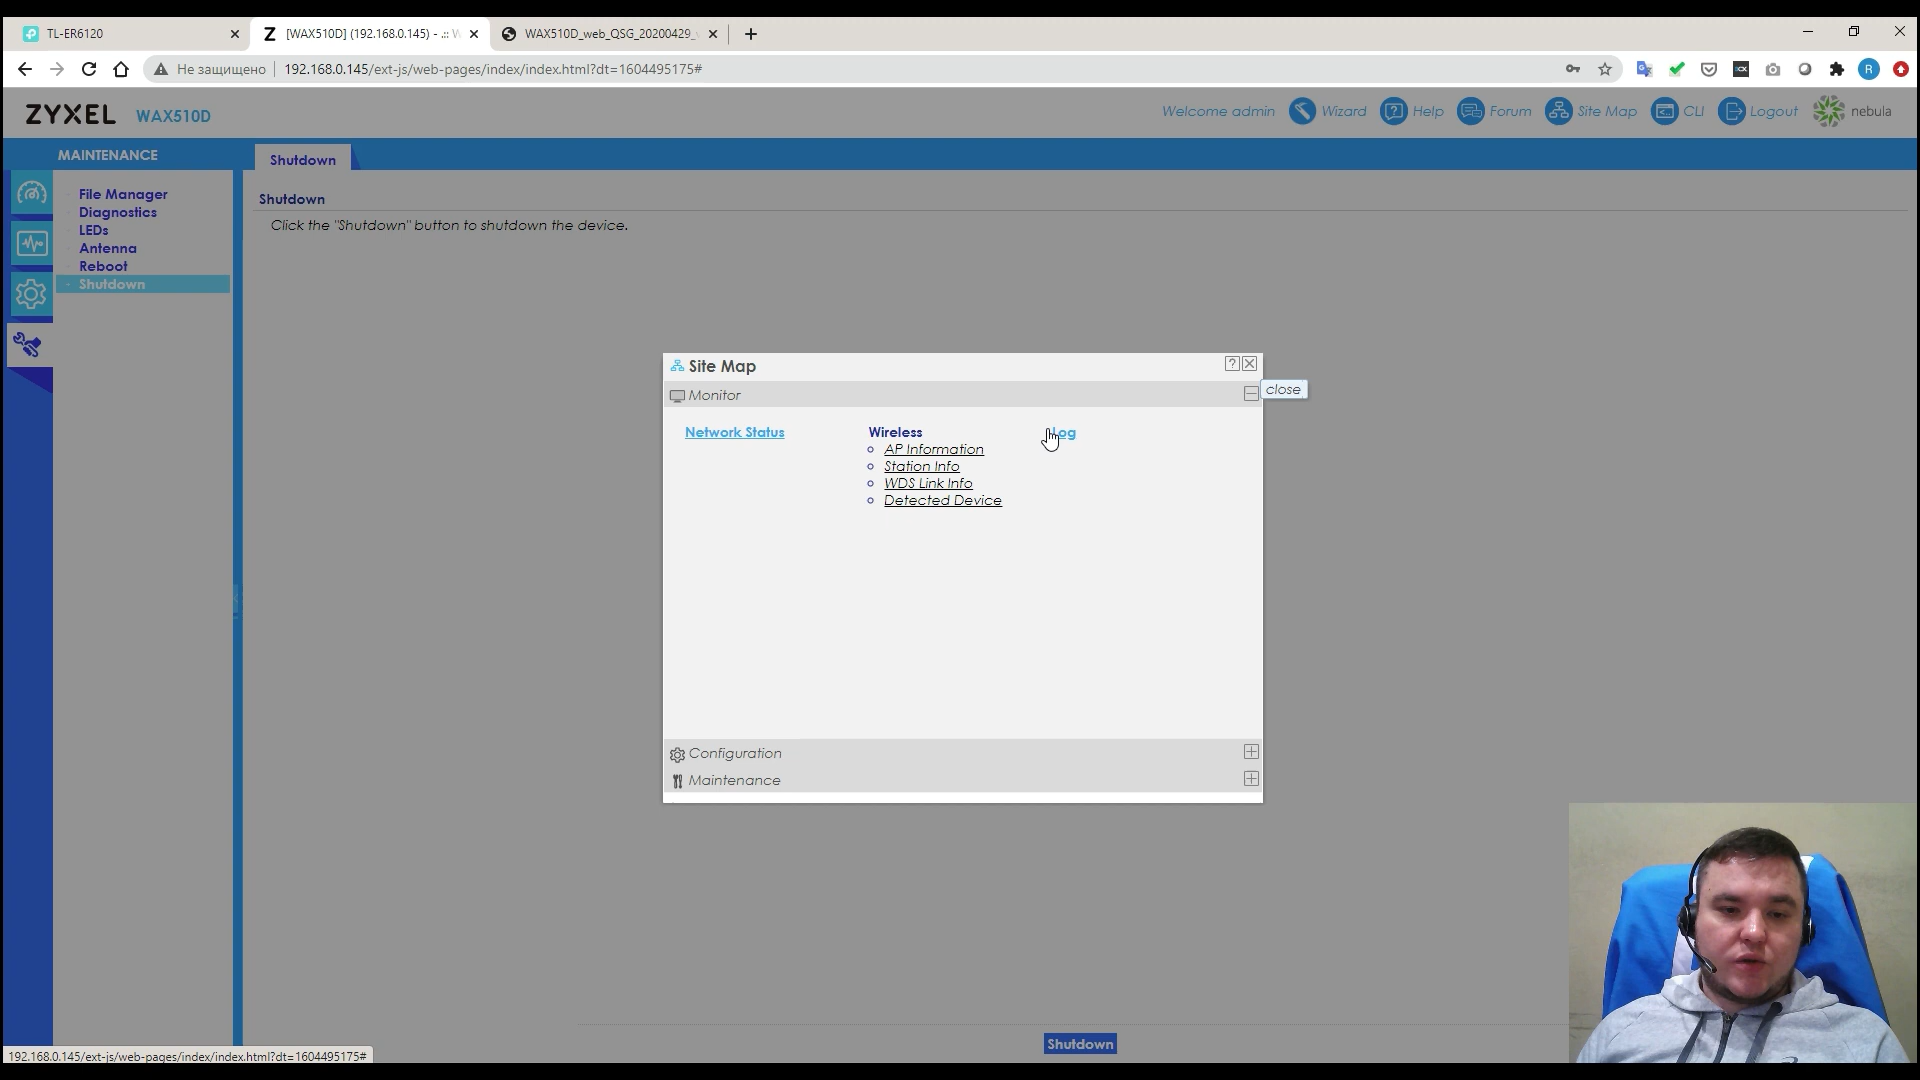 TL-ER6120
[WAX510D] (192.168.0.145) - .:: W
WAX510D_web_QSG_20200429_
Не защищено
192.168.0.145/ext-js/web-pages/index/index.html?dt=1604495175#
R
ZYXEL WAX510D
Welcome admin
Wizard
Help
Forum
Site Map
CLI
Logout
nebula
MAINTENANCE
Shutdown
File Manager
Diagnostics
LEDs
Antenna
Reboot
Shutdown
Shutdown
Click the "Shutdown" button to shutdown the device.
Site Map
close
Monitor
Network Status
Wireless
Log
AP Information
Station Info
WDS Link Info
Detected Device
Configuration
Maintenance
Shutdown
192.168.0.145/ext-js/web-pages/index/index.html?dt=1604495175#